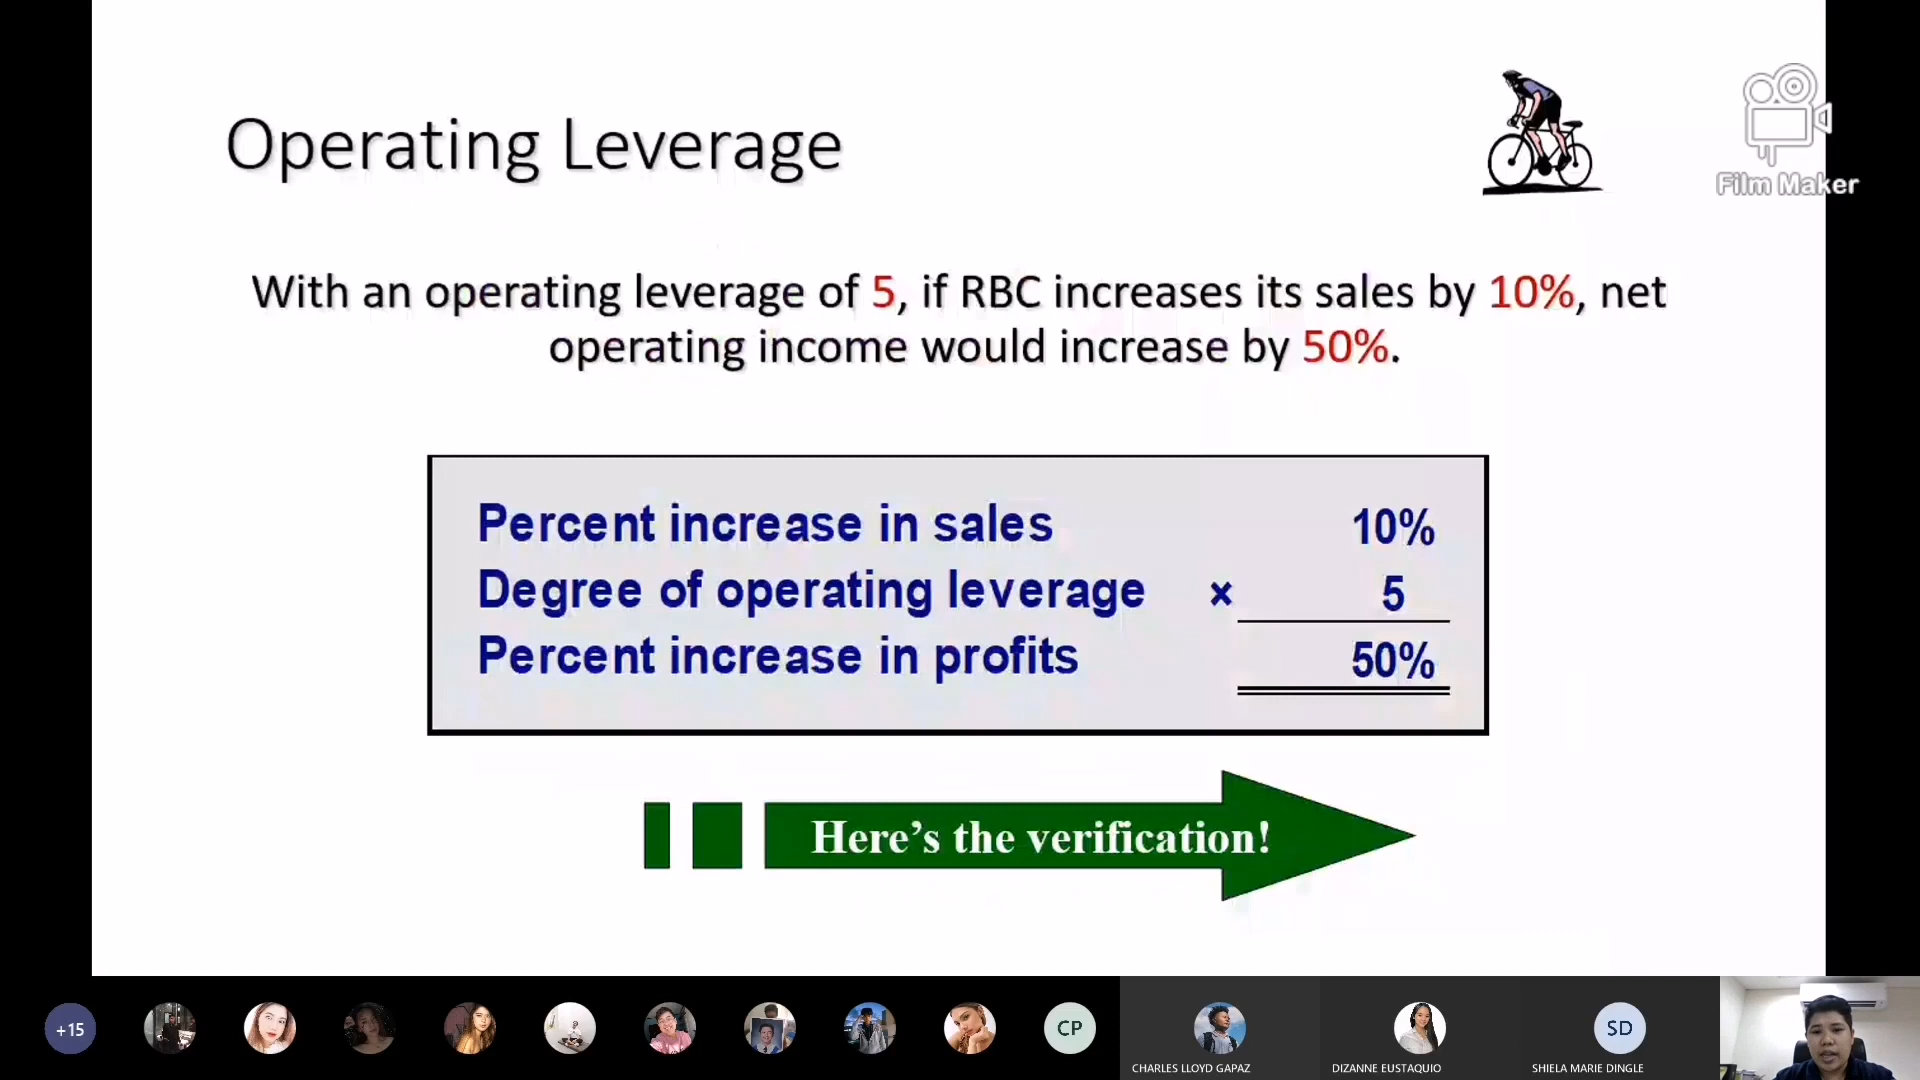 Operating Leverage
Film Maker
With an operating leverage of 5, if RBC increases its sales by 10%, net
operating income would increase by 50%.
Percent increase in sales 10%
Degree of operating leverage × 5
Percent increase in profits 50%
Here's the verification!
+15
CP
SD
CHARLES LLOYD GAPAZ
DIZANNE EUSTAQUIO
SHIELA MARIE DINGLE